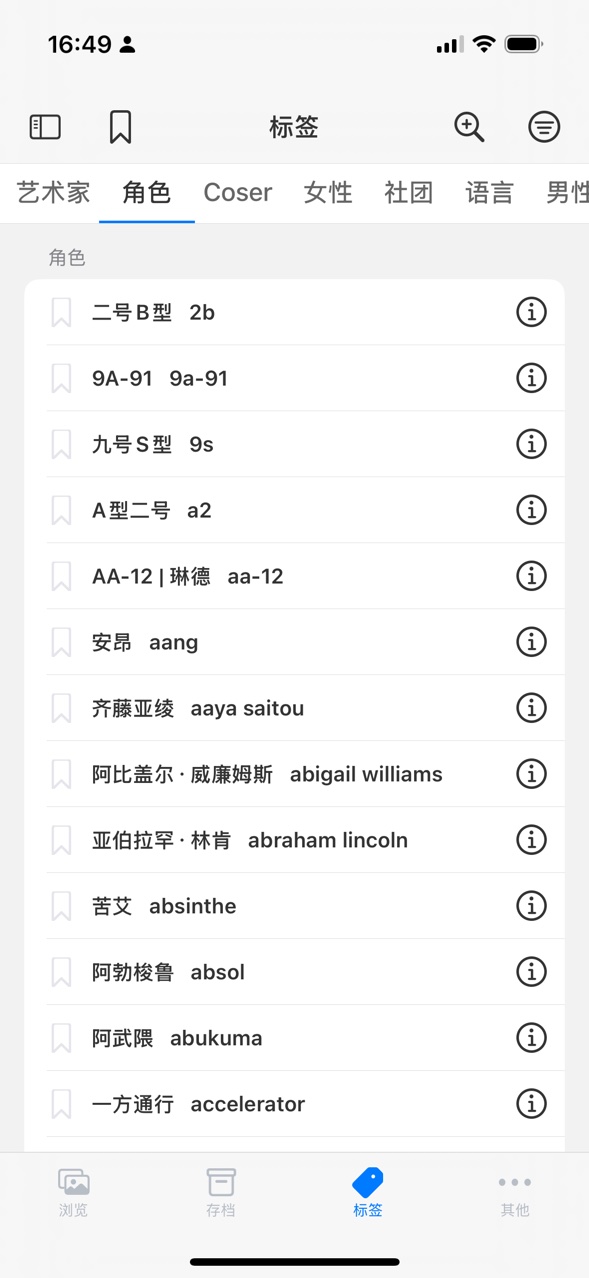 16:49
标签
艺术家 角色 Coser 女性 社团 语言 男性
角色
二号B型 2b
9A-91 9a-91
九号S型 9s
A型二号 a2
AA-12 | 琳德 aa-12
安昂 aang
齐藤亚绫 aaya saitou
阿比盖尔·威廉姆斯 abigail williams
亚伯拉罕·林肯 abraham lincoln
苦艾 absinthe
阿勃梭鲁 absol
阿武隈 abukuma
一方通行 accelerator
浏览 存档 标签 其他